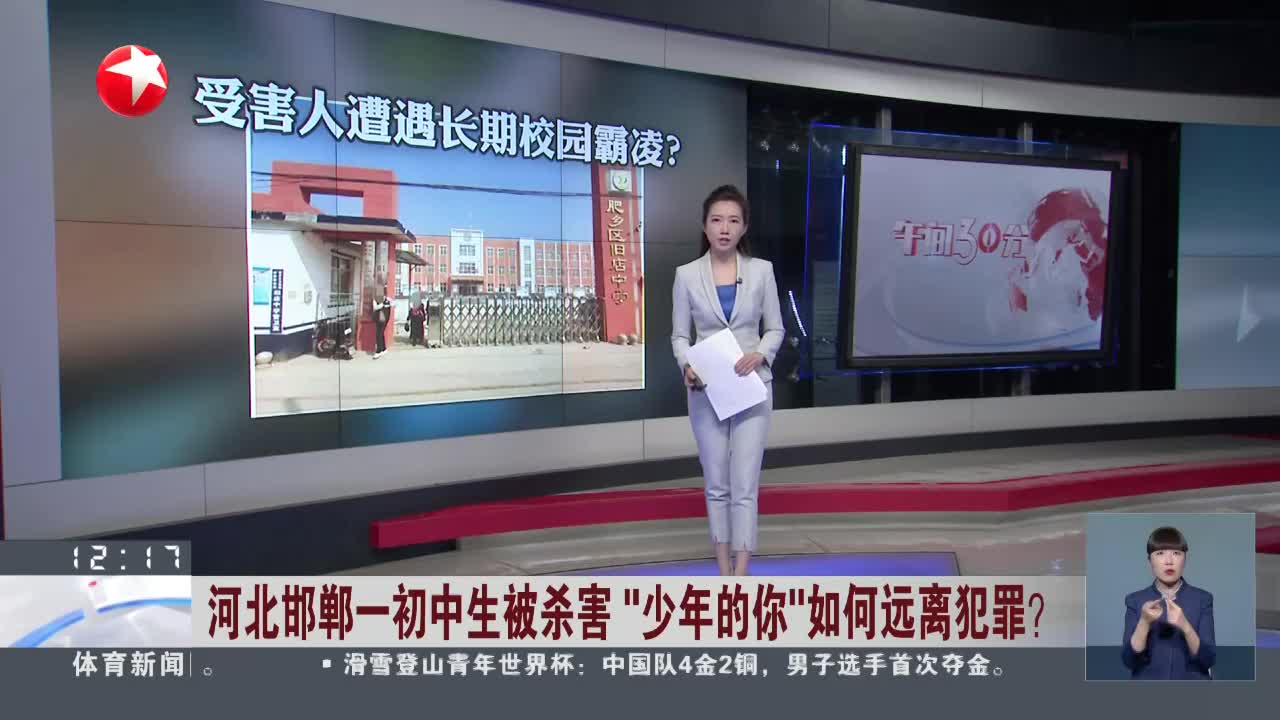 受害人遭遇长期校园霸凌?
肥乡区旧店中学
午间30分
12:17
河北邯郸一初中生被杀害 "少年的你"如何远离犯罪?
体育新闻
▪ 滑雪登山青年世界杯：中国队4金2铜，男子选手首次夺金。